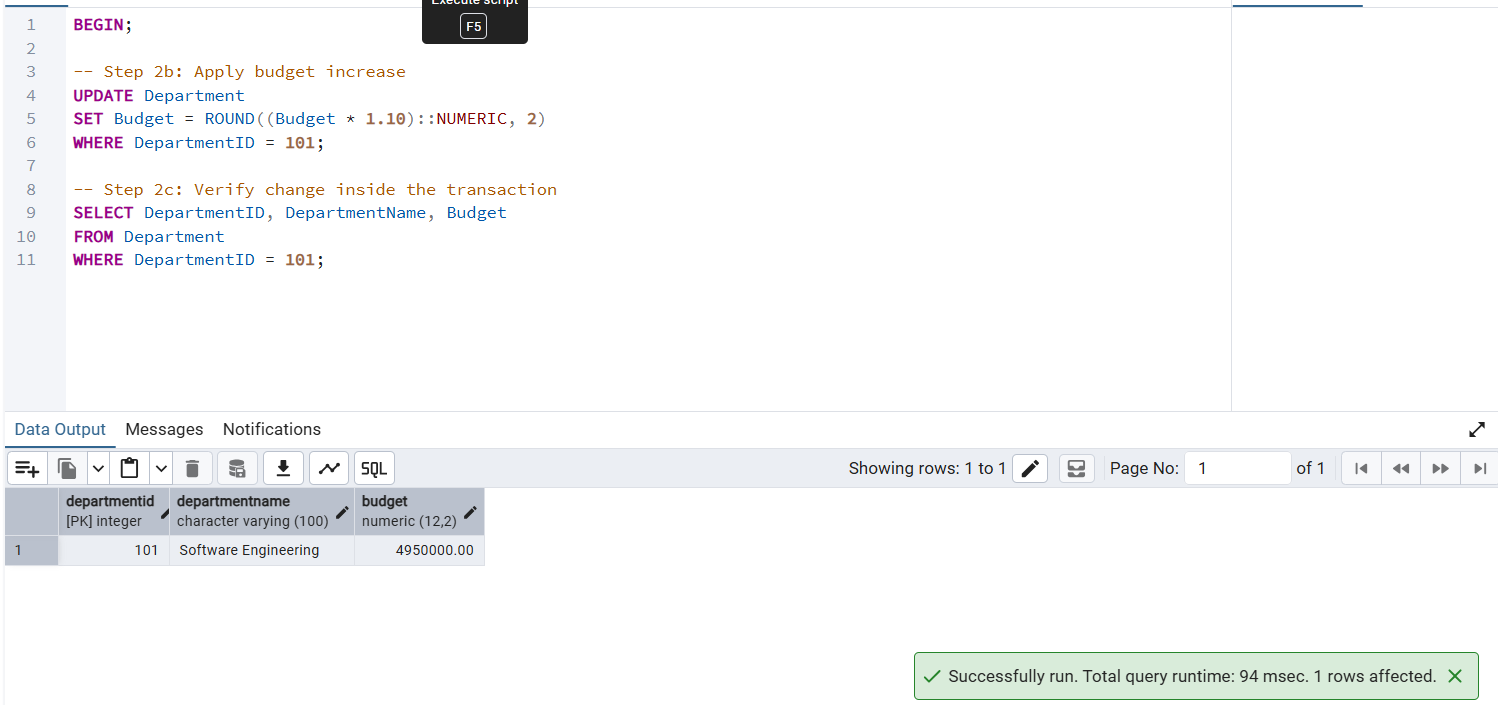 Execute script
F5
1 BEGIN;
2
3 -- Step 2b: Apply budget increase
4 UPDATE Department
5 SET Budget = ROUND((Budget * 1.10)::NUMERIC, 2)
6 WHERE DepartmentID = 101;
7
8 -- Step 2c: Verify change inside the transaction
9 SELECT DepartmentID, DepartmentName, Budget
10 FROM Department
11 WHERE DepartmentID = 101;
Data Output Messages Notifications
SQL Showing rows: 1 to 1 Page No: 1 of 1
departmentid departmentname budget
[PK] integer character varying (100) numeric (12,2)
1 101 Software Engineering 4950000.00
Successfully run. Total query runtime: 94 msec. 1 rows affected.